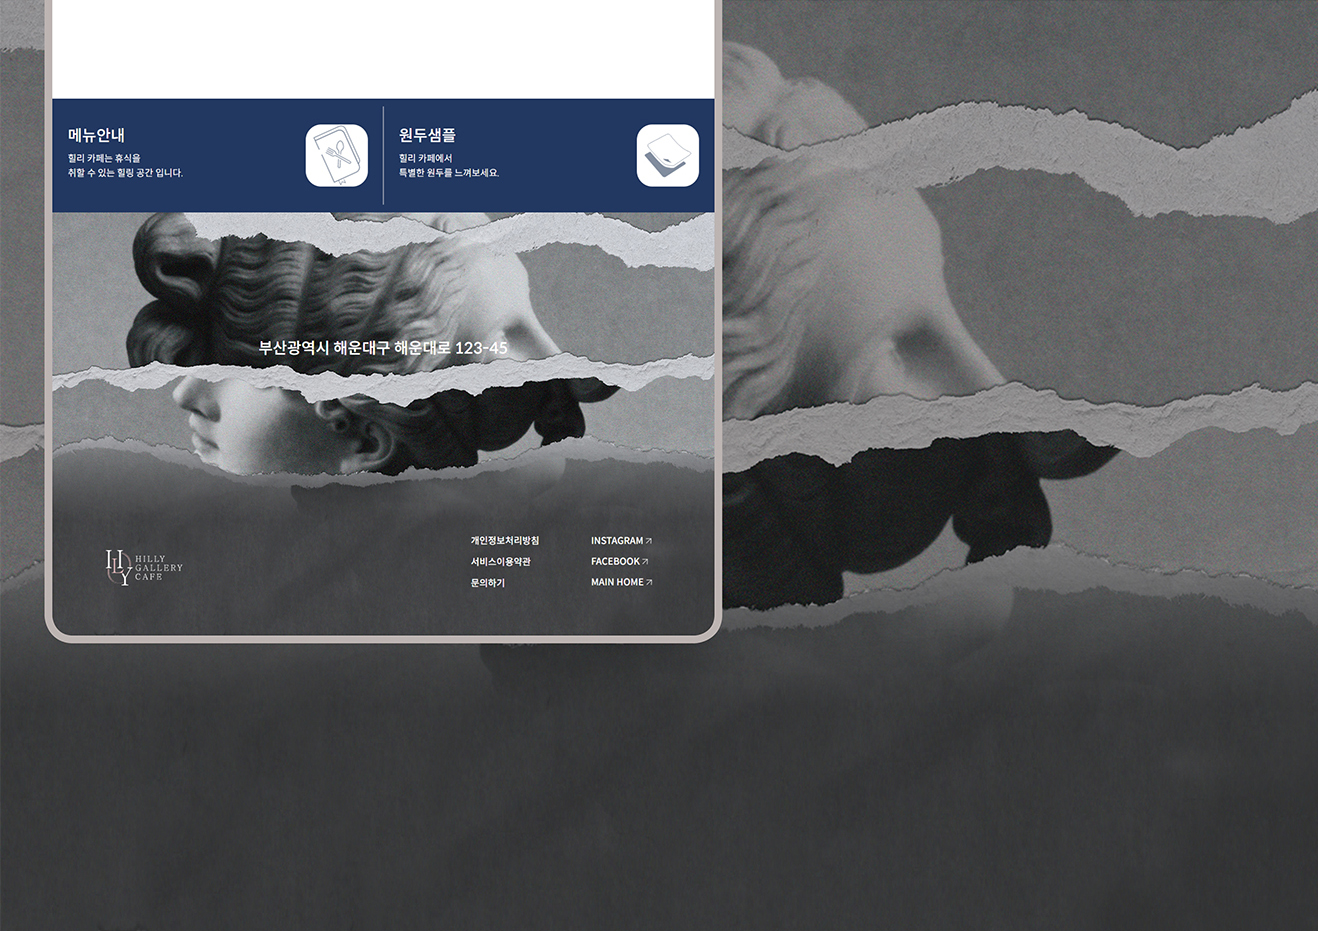 메뉴안내
힐리 카페는 휴식을
취할 수 있는 힐링 공간 입니다.
원두샘플
힐리 카페에서
특별한 원두를 느껴보세요.
부산광역시 해운대구 해운대로 123-45
HLLY
HILLY
GALLERY
CAFE
개인정보처리방침
서비스이용약관
문의하기
INSTAGRAM
FACEBOOK
MAIN HOME